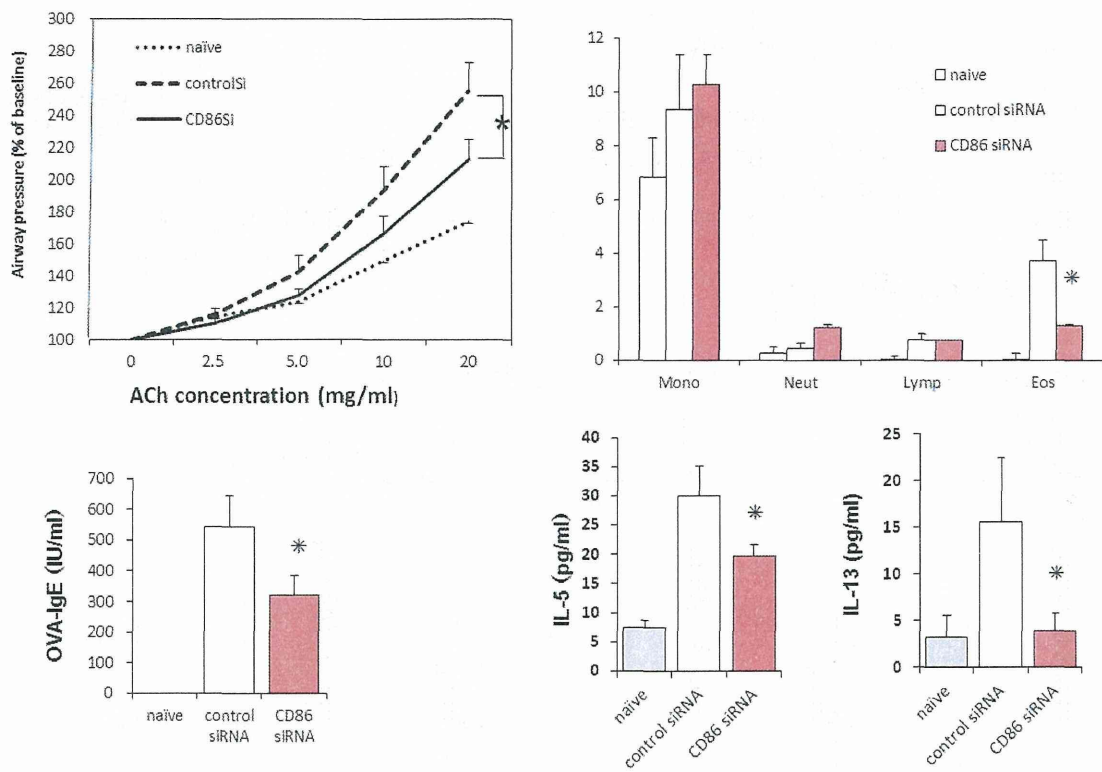 Airway pressure (% of baseline)
300
280
260
240
220
200
180
160
140
120
100
naïve
controlSi
CD86Si
*
0 2.5 5.0 10 20
ACh concentration (mg/ml)
12
10
8
6
4
2
0
naive
control siRNA
CD86 siRNA
*
Mono Neut Lymp Eos
OVA-IgE (IU/ml)
700
600
500
400
300
200
100
0
*
naïve control siRNA CD86 siRNA
IL-5 (pg/ml)
40
35
30
25
20
15
10
5
0
*
naïve
control siRNA
CD86 siRNA
IL-13 (pg/ml)
25
20
15
10
5
0
*
naïve
control siRNA
CD86 siRNA